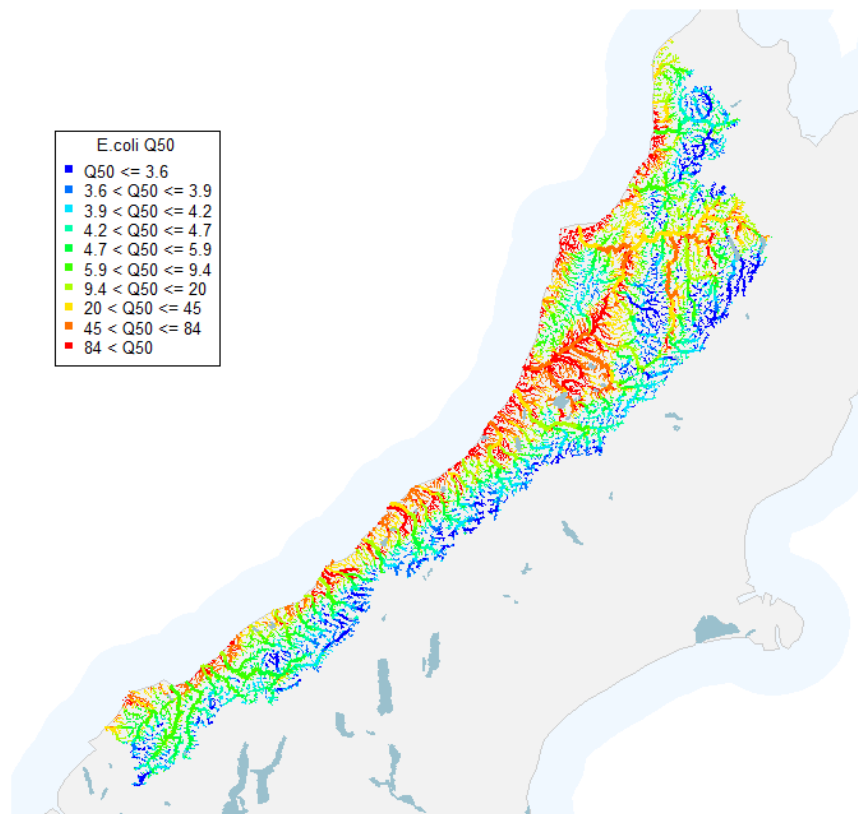 E.coli Q50
Q50 <= 3.6
3.6 < Q50 <= 3.9
3.9 < Q50 <= 4.2
4.2 < Q50 <= 4.7
4.7 < Q50 <= 5.9
5.9 < Q50 <= 9.4
9.4 < Q50 <= 20
20 < Q50 <= 45
45 < Q50 <= 84
84 < Q50